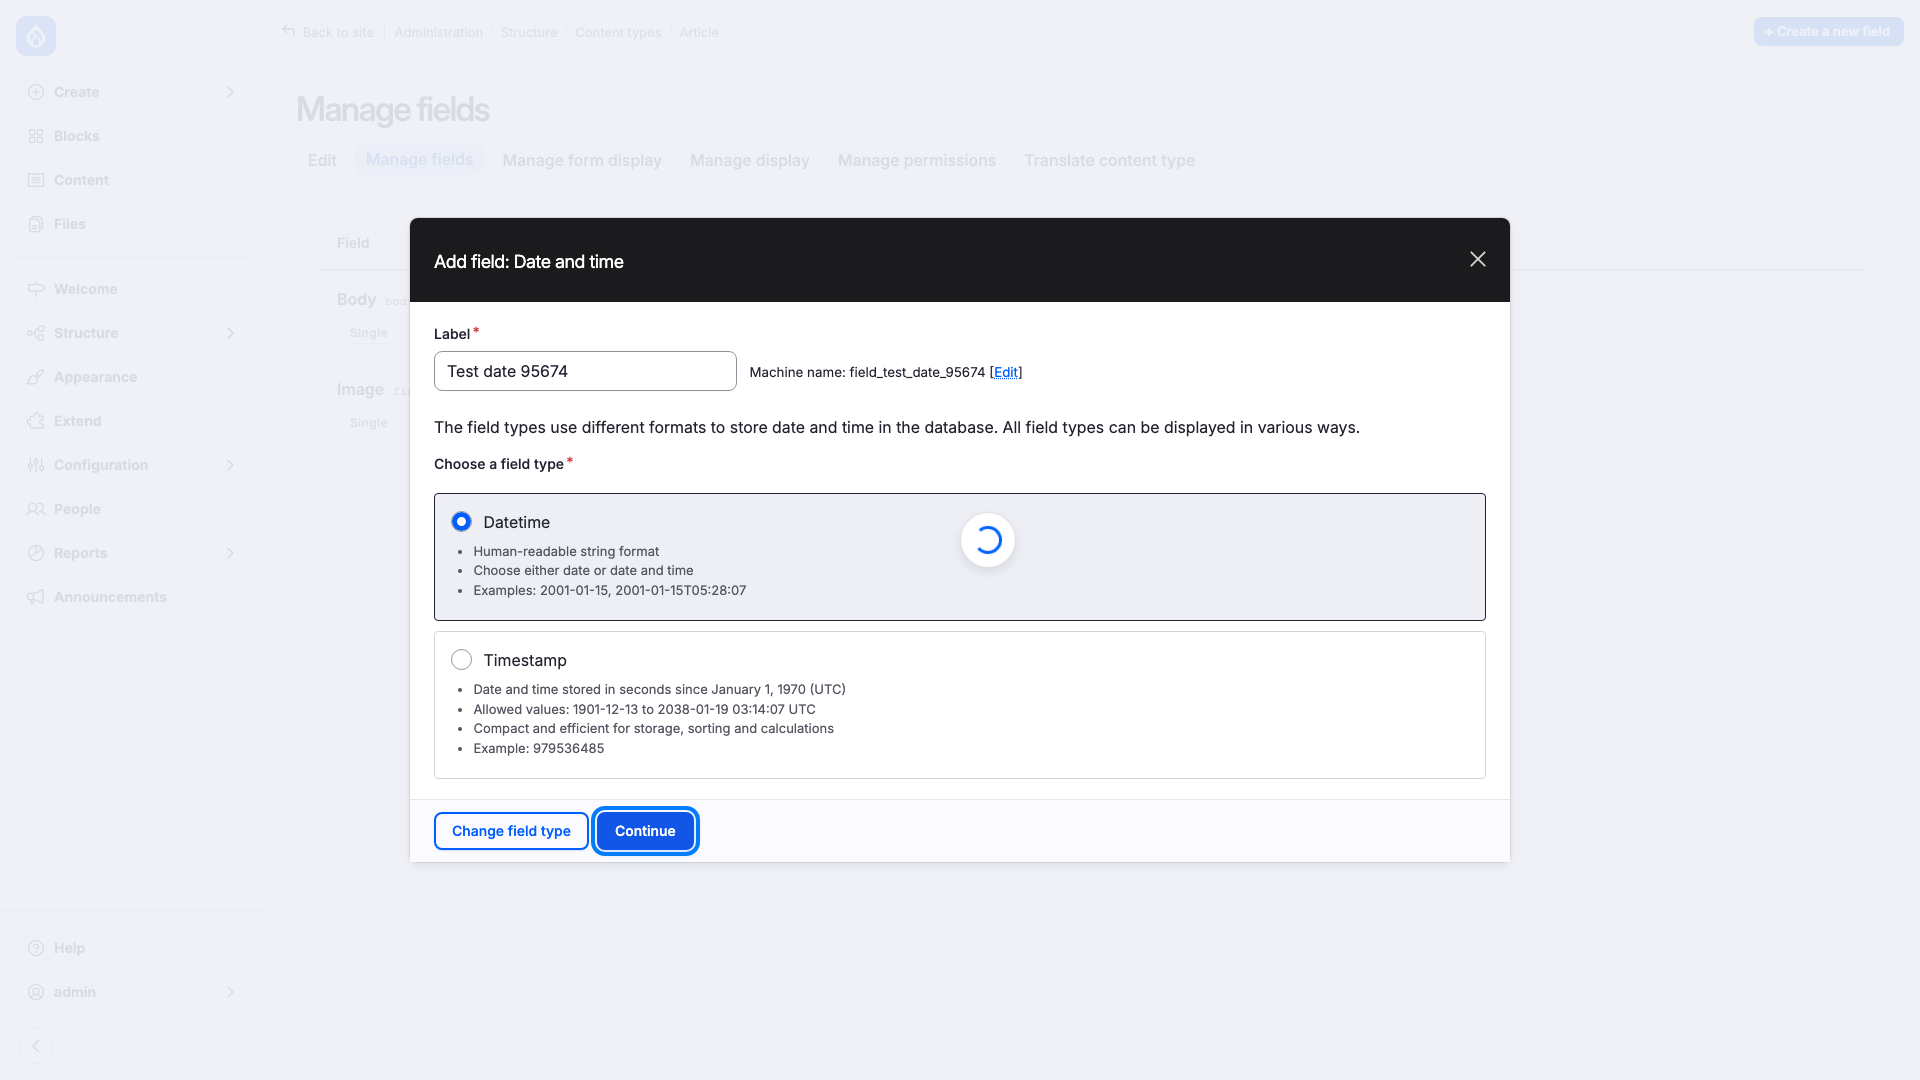 Back to site
Administration
Structure
Content types
Article
+ Create a new field
Create
Blocks
Content
Files
Welcome
Structure
Appearance
Extend
Configuration
People
Reports
Announcements
Help
admin
Manage fields
Edit
Manage fields
Manage form display
Manage display
Manage permissions
Translate content type
Field
Body
Single
Image
Single
Add field: Date and time
Label*
Test date 95674
Machine name: field_test_date_95674 [Edit]
The field types use different formats to store date and time in the database. All field types can be displayed in various ways.
Choose a field type*
Datetime
• Human-readable string format
• Choose either date or date and time
• Examples: 2001-01-15, 2001-01-15T05:28:07
Timestamp
• Date and time stored in seconds since January 1, 1970 (UTC)
• Allowed values: 1901-12-13 to 2038-01-19 03:14:07 UTC
• Compact and efficient for storage, sorting and calculations
• Example: 979536485
Change field type
Continue